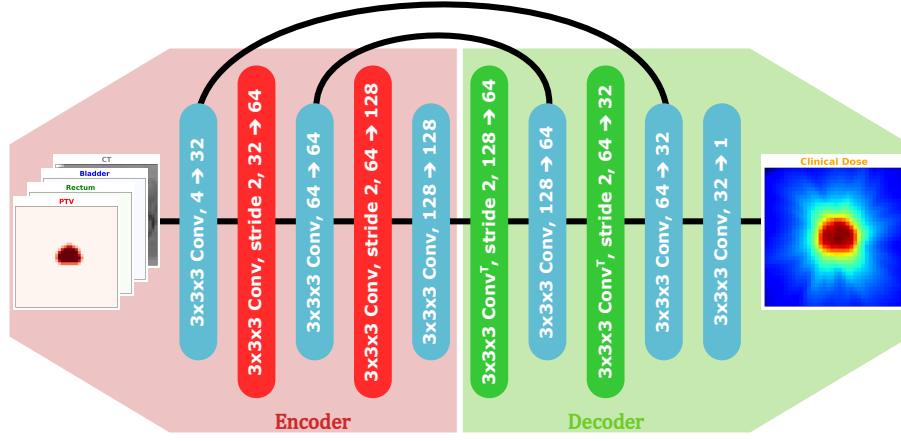 CT
Bladder
Rectum
PTV
3x3x3 Conv, 4 → 32
3x3x3 Conv, stride 2, 32 → 64
3x3x3 Conv, 64 → 64
3x3x3 Conv, stride 2, 64 → 128
3x3x3 Conv, 128 → 128
3x3x3 Convᵀ, stride 2, 128 → 64
3x3x3 Conv, 128 → 64
3x3x3 Convᵀ, stride 2, 64 → 32
3x3x3 Conv, 64 → 32
3x3x3 Conv, 32 → 1
Clinical Dose
Encoder
Decoder